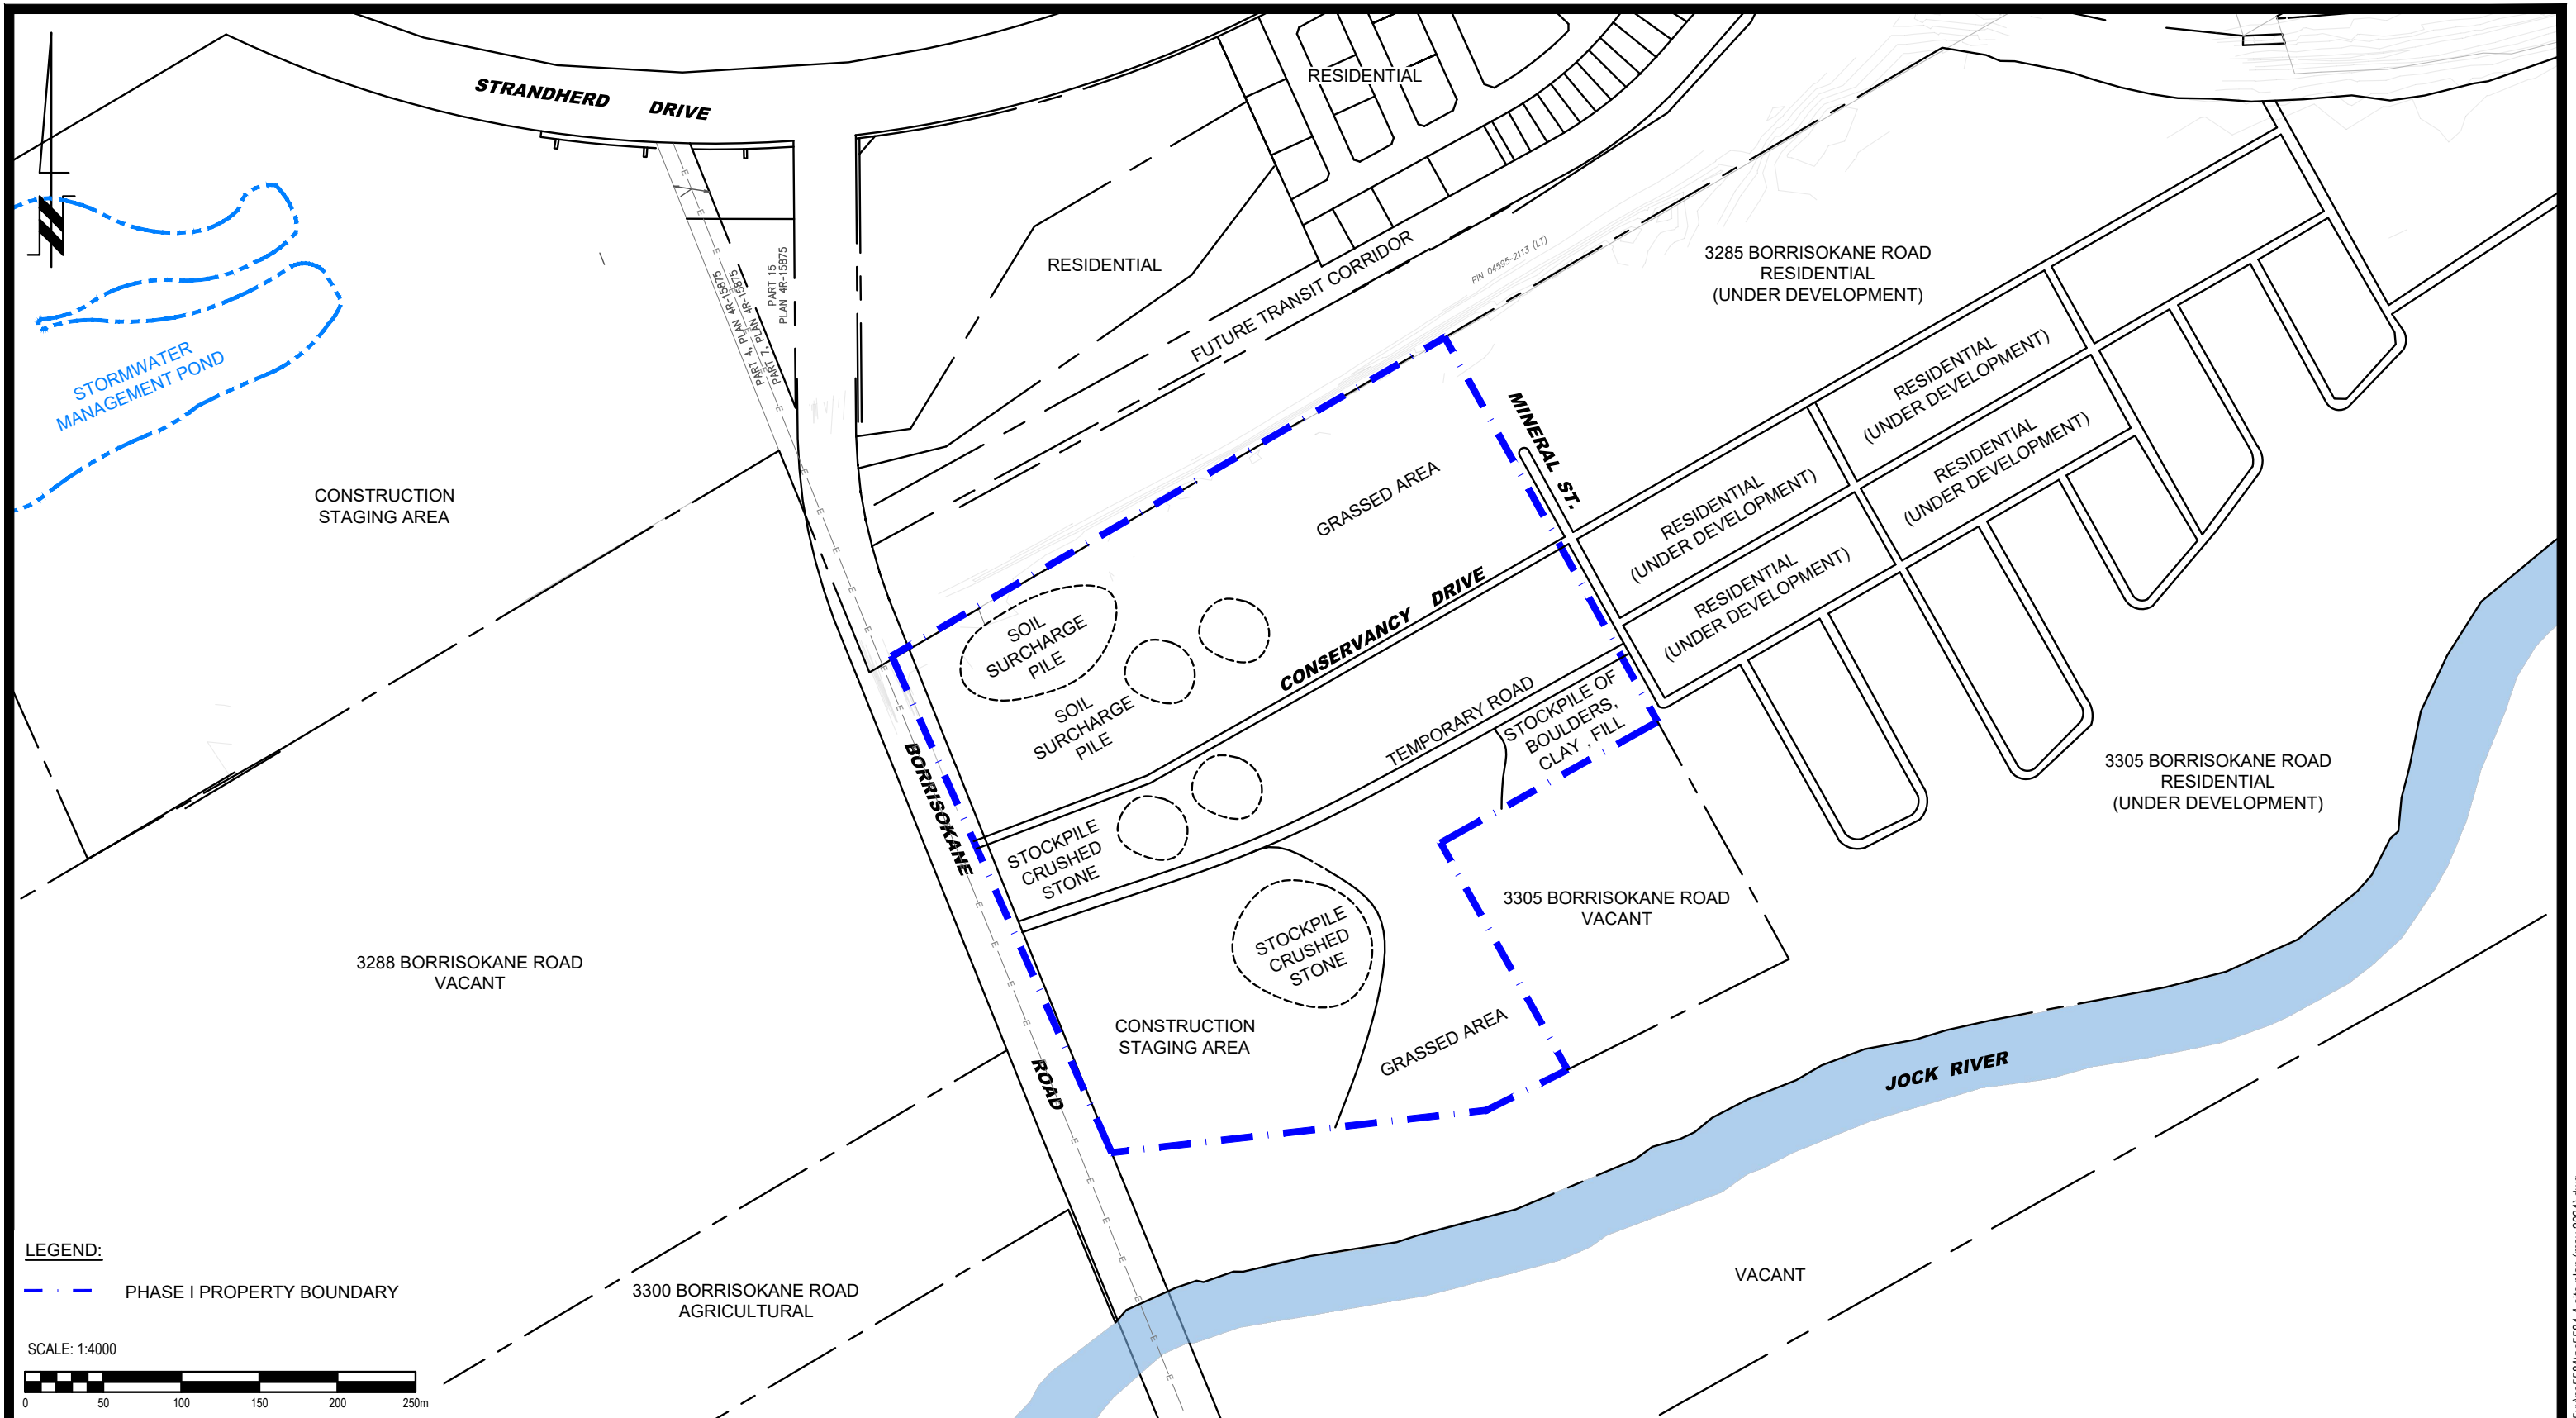 STRANDHERD DRIVE
RESIDENTIAL
RESIDENTIAL
PART 4, PLAN 4R-15875
PART 7, PLAN 4R-15875
PART 15
PLAN 4R-15875
FUTURE TRANSIT CORRIDOR
PIN 04595-2113 (LT)
3285 BORRISOKANE ROAD
RESIDENTIAL
(UNDER DEVELOPMENT)
STORMWATER
MANAGEMENT POND
CONSTRUCTION
STAGING AREA
MINERAL ST.
GRASSED AREA
RESIDENTIAL
(UNDER DEVELOPMENT)
RESIDENTIAL
(UNDER DEVELOPMENT)
RESIDENTIAL
(UNDER DEVELOPMENT)
RESIDENTIAL
(UNDER DEVELOPMENT)
SOIL
SURCHARGE
PILE
SOIL
SURCHARGE
PILE
CONSERVANCY DRIVE
TEMPORARY ROAD
STOCKPILE OF
BOULDERS,
CLAY , FILL
BORRISOKANE ROAD
STOCKPILE
CRUSHED
STONE
STOCKPILE
CRUSHED
STONE
3305 BORRISOKANE ROAD
RESIDENTIAL
(UNDER DEVELOPMENT)
3305 BORRISOKANE ROAD
VACANT
3288 BORRISOKANE ROAD
VACANT
CONSTRUCTION
STAGING AREA
GRASSED AREA
JOCK RIVER
VACANT
3300 BORRISOKANE ROAD
AGRICULTURAL
LEGEND:
PHASE I PROPERTY BOUNDARY
SCALE: 1:4000
0 50 100 150 200 250m